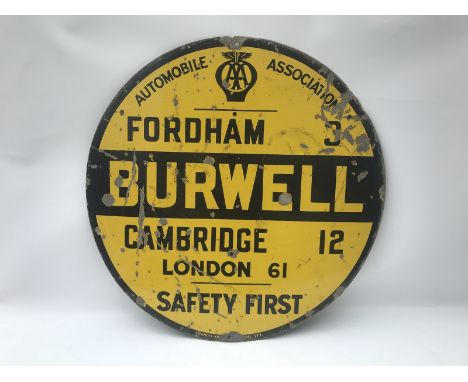 AUTOMOBILE ASSOCIATION
AA
FORDHAM 3
BURWELL
CAMBRIDGE 12
LONDON 61
SAFETY FIRST